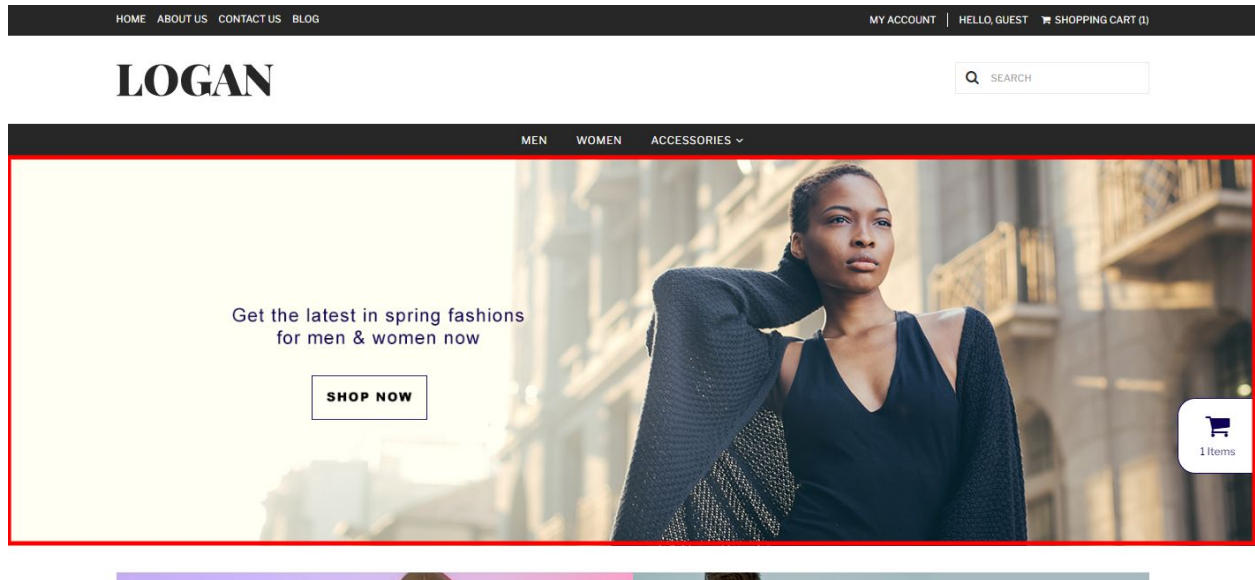 HOME ABOUT US CONTACT US BLOG
MY ACCOUNT HELLO, GUEST SHOPPING CART (1)
LOGAN
SEARCH
MEN WOMEN ACCESSORIES
Get the latest in spring fashions
for men & women now
SHOP NOW
1 Items